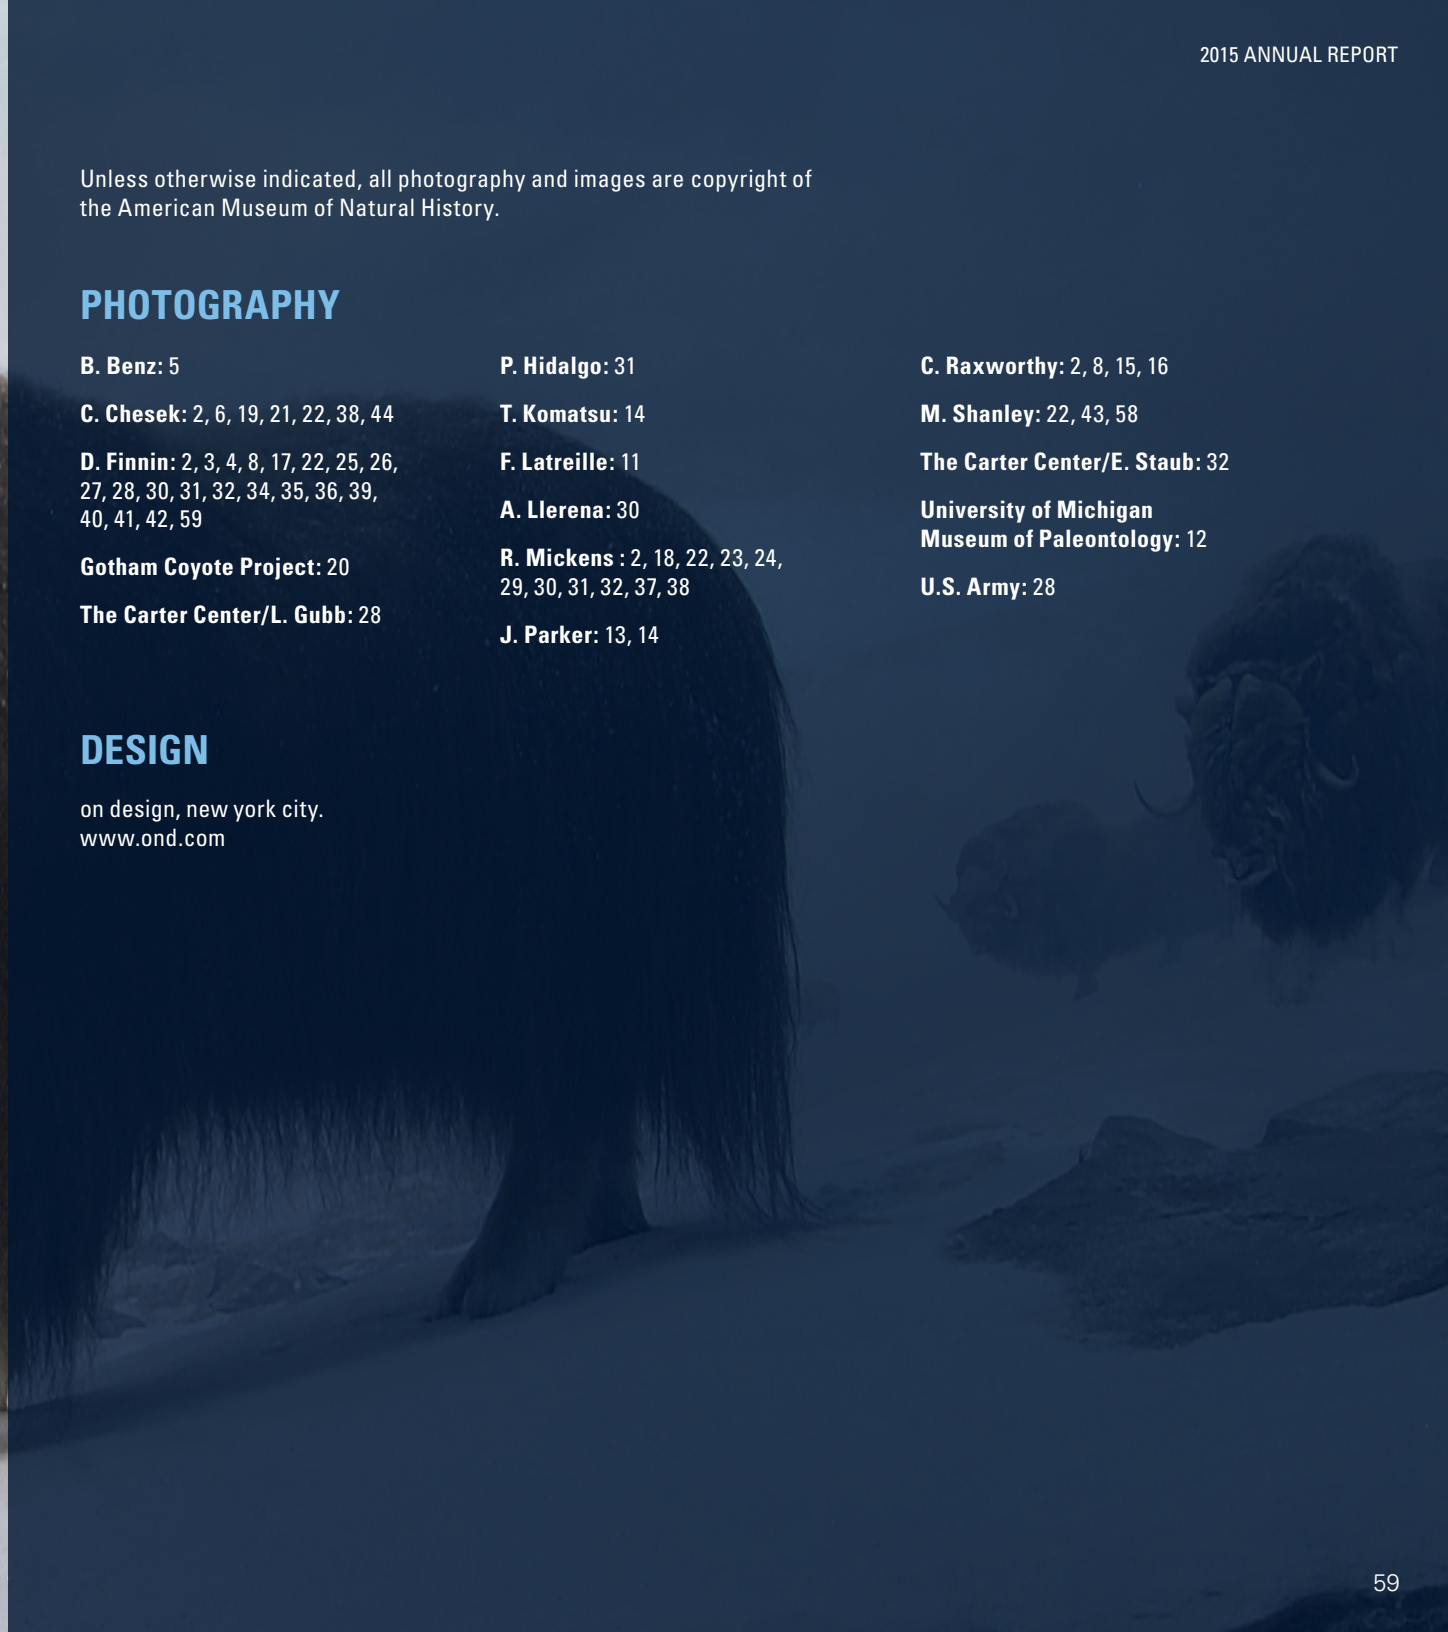 2015 ANNUAL REPORT
Unless otherwise indicated, all photography and images are copyright of
the American Museum of Natural History.
PHOTOGRAPHY
B. Benz: 5
C. Chesek: 2, 6, 19, 21, 22, 38, 44
D. Finnin: 2, 3, 4, 8, 17, 22, 25, 26,
27, 28, 30, 31, 32, 34, 35, 36, 39,
40, 41, 42, 59
Gotham Coyote Project: 20
The Carter Center/L. Gubb: 28
P. Hidalgo: 31
T. Komatsu: 14
F. Latreille: 11
A. Llerena: 30
R. Mickens : 2, 18, 22, 23, 24,
29, 30, 31, 32, 37, 38
J. Parker: 13, 14
C. Raxworthy: 2, 8, 15, 16
M. Shanley: 22, 43, 58
The Carter Center/E. Staub: 32
University of Michigan
Museum of Paleontology: 12
U.S. Army: 28
DESIGN
on design, new york city.
www.ond.com
59